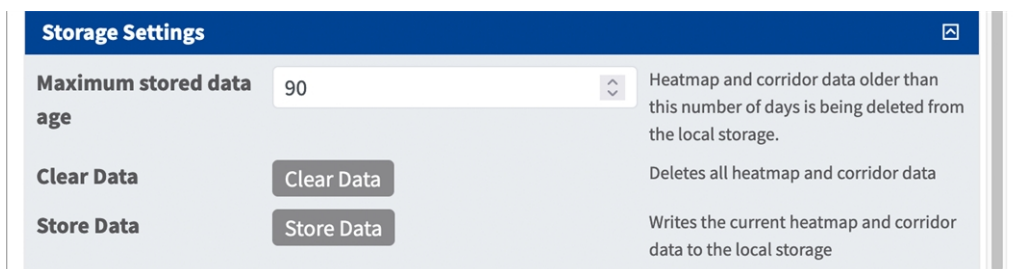 Storage Settings
Maximum stored data
age
90
Heatmap and corridor data older than
this number of days is being deleted from
the local storage.
Clear Data
Clear Data
Deletes all heatmap and corridor data
Store Data
Store Data
Writes the current heatmap and corridor
data to the local storage